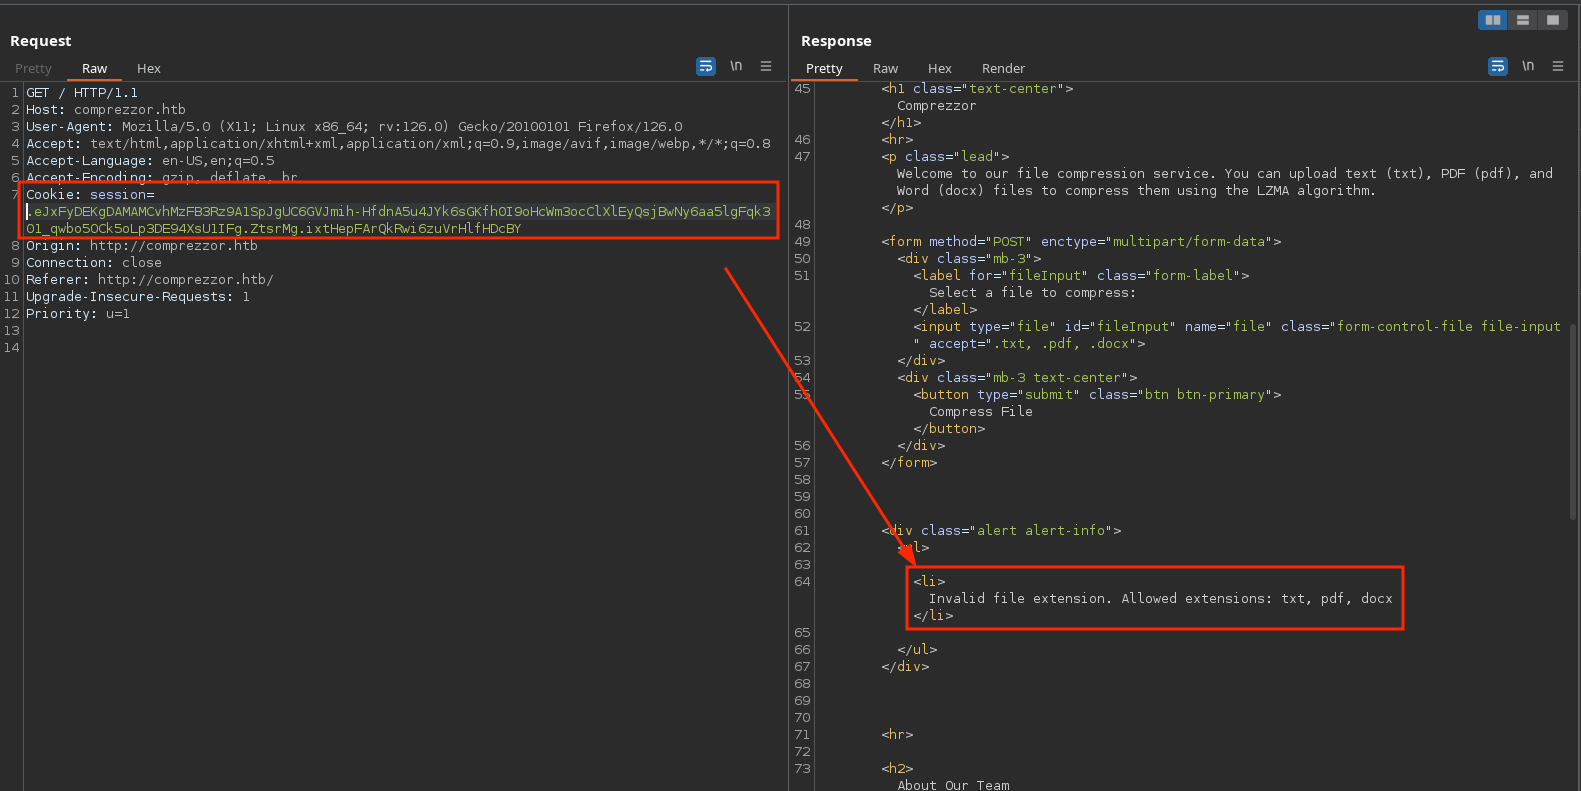 Request
Pretty Raw Hex
\n
1 GET / HTTP/1.1
2 Host: comprezzor.htb
3 User-Agent: Mozilla/5.0 (X11; Linux x86_64; rv:126.0) Gecko/20100101 Firefox/126.0
4 Accept: text/html,application/xhtml+xml,application/xml;q=0.9,image/avif,image/webp,*/*;q=0.8
5 Accept-Language: en-US,en;q=0.5
6 Accept-Encoding: gzip, deflate, br
7 Cookie: session=
.eJxFyDEKgDAMAMCvhMzFB3Rz9A1SpJgUC6GVJmih-HfdnA5u4JYk6sGKfhOI9oHcWm3ocClXlEyQsjBwNy6aa5lgFqk3
O1_qwbo5OCk5oLp3DE94XsU1IFg.ZtsrMg.ixtHepFArQkRwi6zuVrHlfHDcBY
8 Origin: http://comprezzor.htb
9 Connection: close
10 Referer: http://comprezzor.htb/
11 Upgrade-Insecure-Requests: 1
12 Priority: u=1
13
14
Response
Pretty Raw Hex Render
\n
45 <h1 class="text-center">
Comprezzor
</h1>
46 <hr>
47 <p class="lead">
Welcome to our file compression service. You can upload text (txt), PDF (pdf), and
Word (docx) files to compress them using the LZMA algorithm.
</p>
48
49 <form method="POST" enctype="multipart/form-data">
50 <div class="mb-3">
51 <label for="fileInput" class="form-label">
Select a file to compress:
</label>
52 <input type="file" id="fileInput" name="file" class="form-control-file file-input
" accept=".txt, .pdf, .docx">
53 </div>
54 <div class="mb-3 text-center">
55 <button type="submit" class="btn btn-primary">
Compress File
</button>
56 </div>
57 </form>
58
59
60
61 <div class="alert alert-info">
62 <ul>
63
64 <li>
Invalid file extension. Allowed extensions: txt, pdf, docx
</li>
65
66 </ul>
67 </div>
68
69
70
71 <hr>
72
73 <h2>
About Our Team